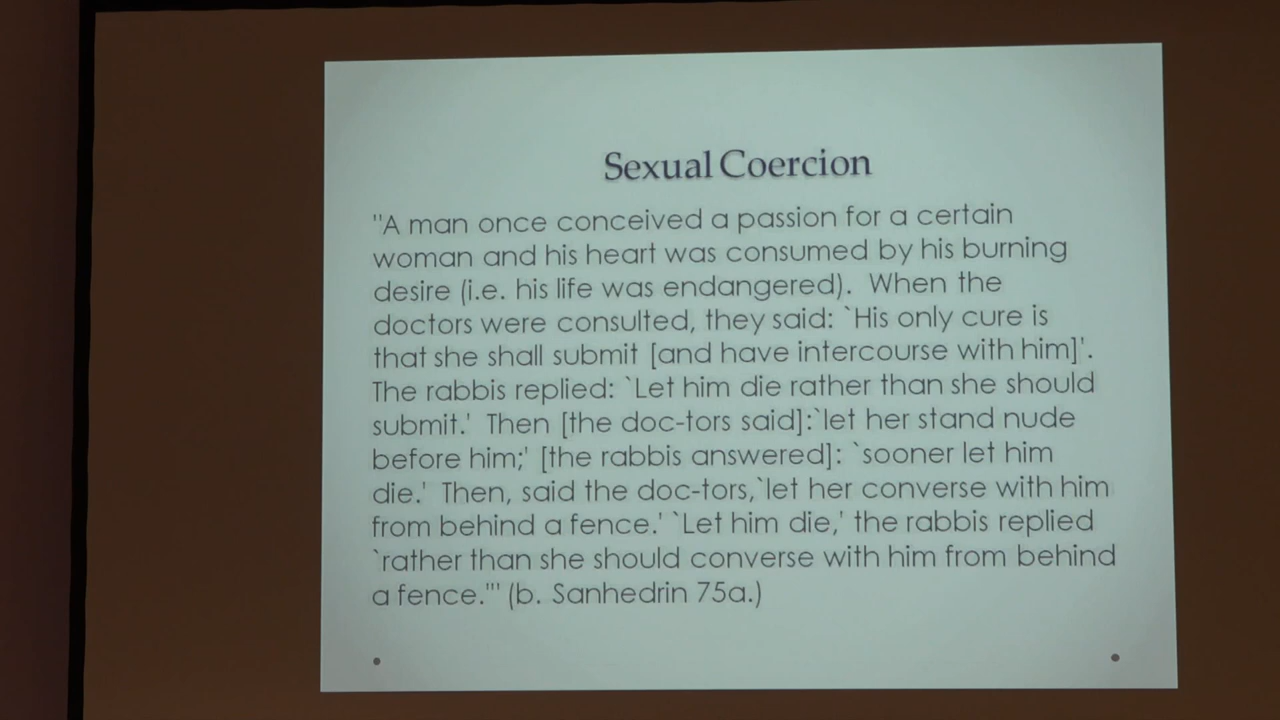 Sexual Coercion
"A man once conceived a passion for a certain
woman and his heart was consumed by his burning
desire (i.e. his life was endangered).  When the
doctors were consulted, they said: `His only cure is
that she shall submit [and have intercourse with him]'.
The rabbis replied: `Let him die rather than she should
submit.'  Then [the doc-tors said]:`let her stand nude
before him;' [the rabbis answered]: `sooner let him
die.'  Then, said the doc-tors,`let her converse with him
from behind a fence.' `Let him die,' the rabbis replied
`rather than she should converse with him from behind
a fence."' (b. Sanhedrin 75a.)